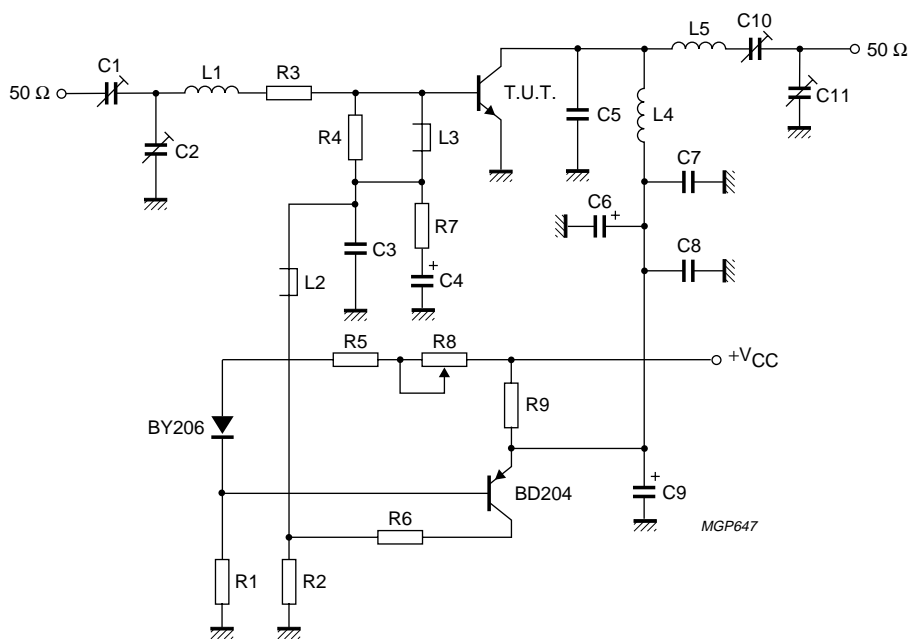 C10
L5
50 Ω
C1
L1
R3
50 Ω
T.U.T.
C11
C5
L4
R4
L3
C2
C7
C6
+
R7
C8
C3
+
C4
L2
R5
R8
+VCC
R9
BY206
+
BD204
C9
R6
MGP647
R1
R2